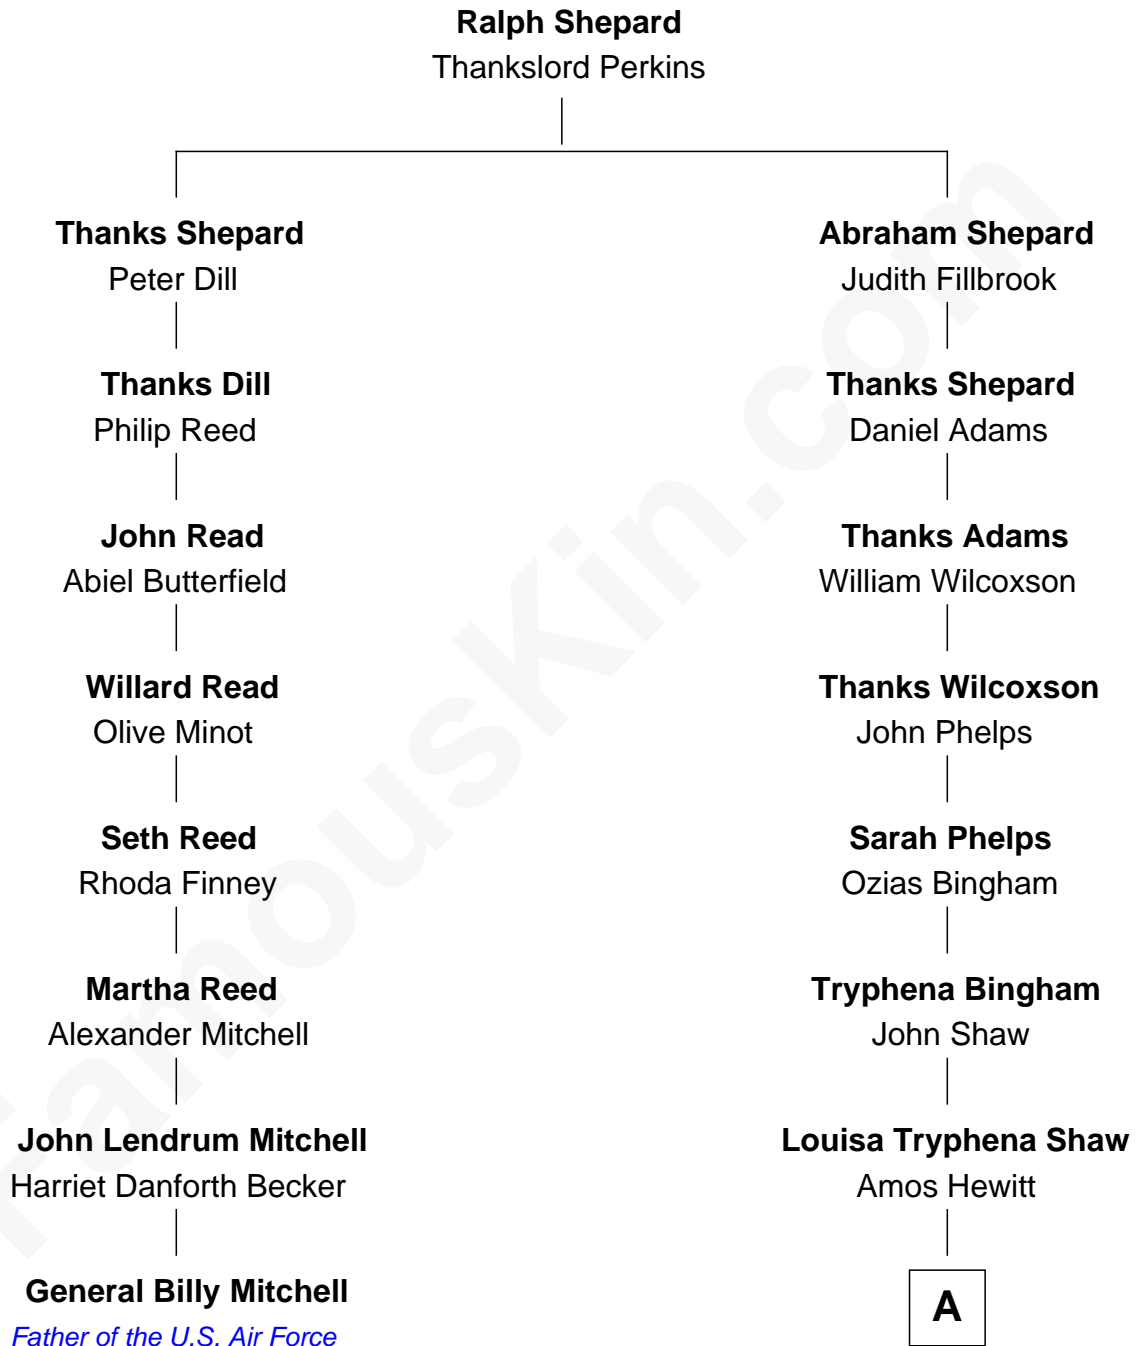 Ralph Shepard
Thankslord Perkins
Thanks Shepard
Peter Dill
Thanks Dill
Philip Reed
John Read
Abiel Butterfield
Willard Read
Olive Minot
Seth Reed
Rhoda Finney
Martha Reed
Alexander Mitchell
John Lendrum Mitchell
Harriet Danforth Becker
General Billy Mitchell
Father of the U.S. Air Force
Abraham Shepard
Judith Fillbrook
Thanks Shepard
Daniel Adams
Thanks Adams
William Wilcoxson
Thanks Wilcoxson
John Phelps
Sarah Phelps
Ozias Bingham
Tryphena Bingham
John Shaw
Louisa Tryphena Shaw
Amos Hewitt
A
FamousKin.com